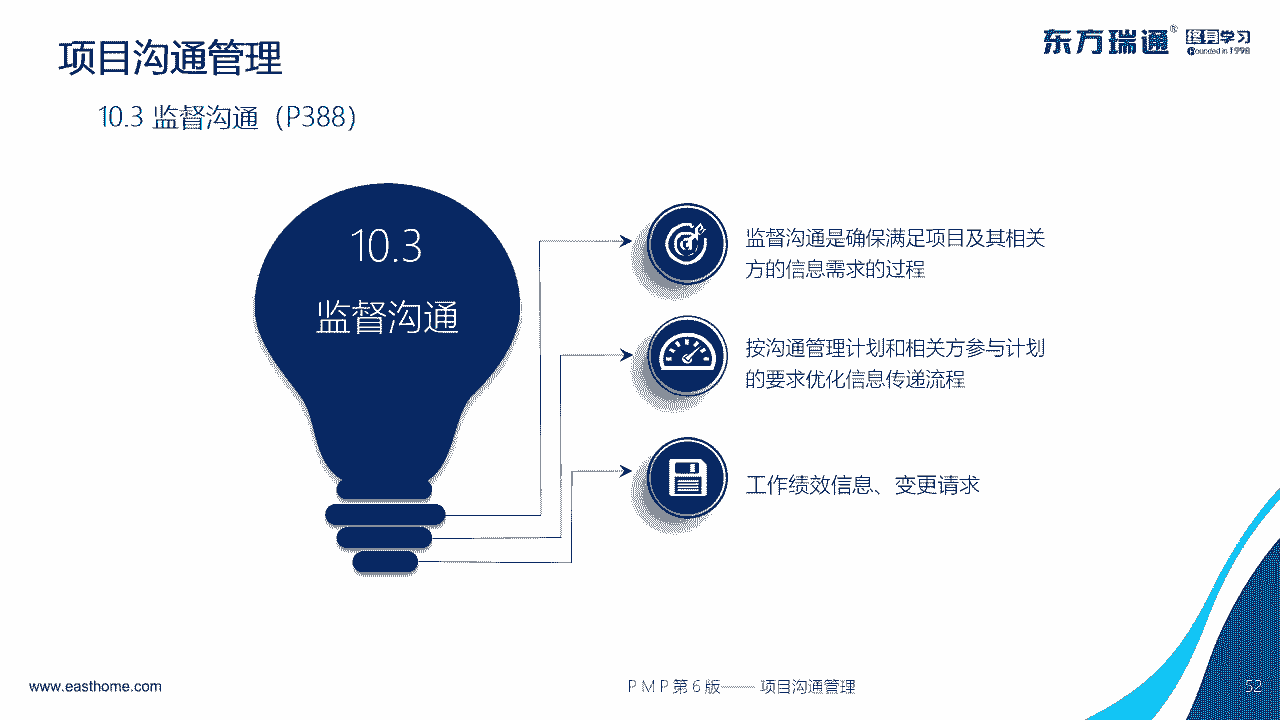 项目沟通管理
东方瑞通® 终身学习
Founded in 1998
10.3 监督沟通（P388）
10.3
监督沟通
监督沟通是确保满足项目及其相关
方的信息需求的过程
按沟通管理计划和相关方参与计划
的要求优化信息传递流程
工作绩效信息、变更请求
www.easthome.com
PMP第6版—— 项目沟通管理
52